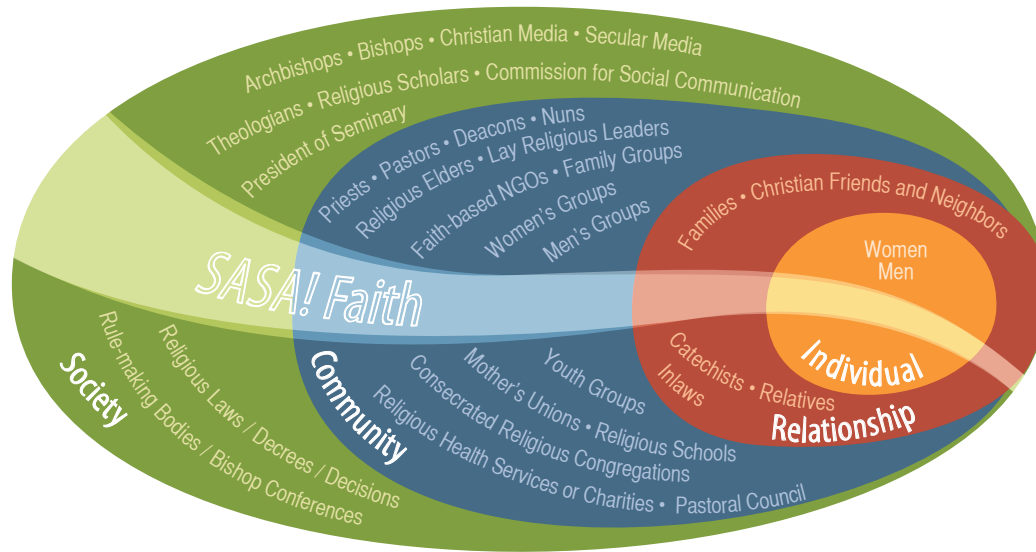 Archbishops • Bishops • Christian Media • Secular Media
Theologians • Religious Scholars • Commission for Social Communication
President of Seminary
Priests • Pastors • Deacons • Nuns
Religious Elders • Lay Religious Leaders
Faith-based NGOs • Family Groups
Women's Groups
Men's Groups
Families • Christian Friends and Neighbors
Women
Men
SASA! Faith
Individual
Catechists • Relatives
Inlaws
Relationship
Youth Groups
Mother's Unions • Religious Schools
Consecrated Religious Congregations
Religious Health Services or Charities • Pastoral Council
Community
Religious Laws / Decrees / Decisions
Rule-making Bodies / Bishop Conferences
Society